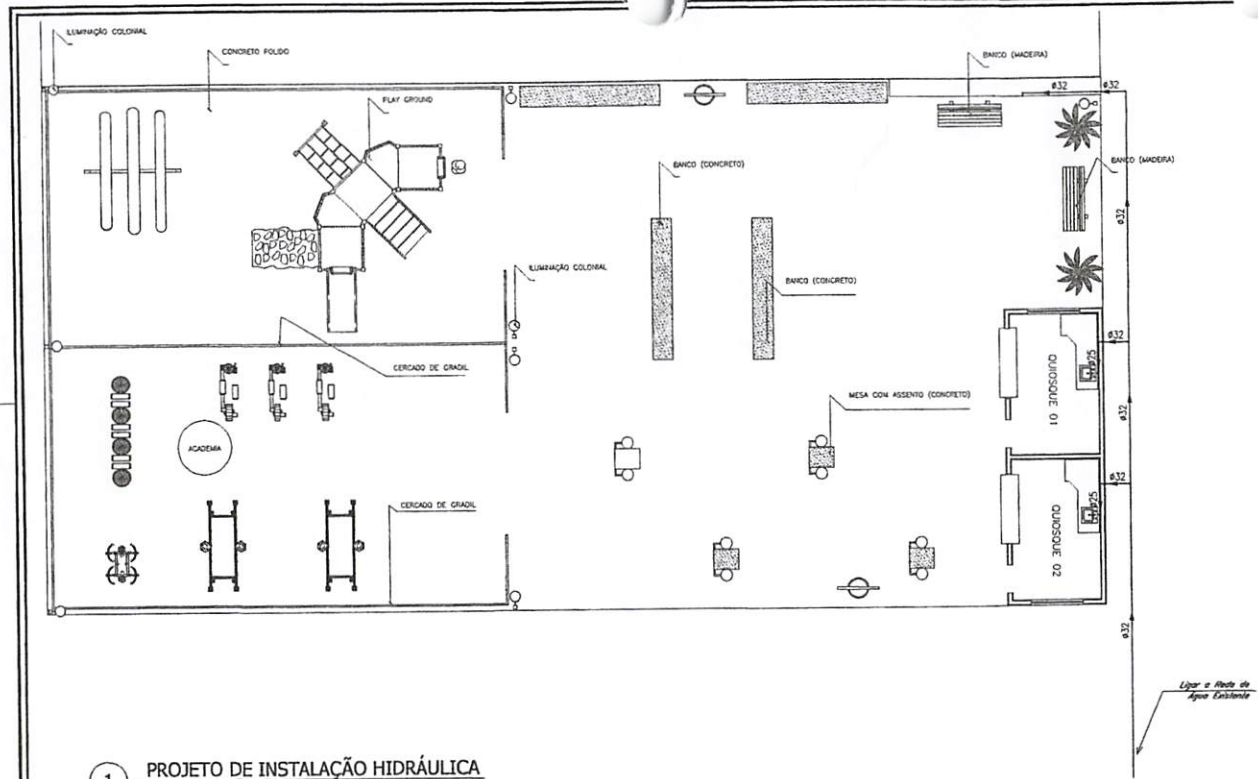 ILUMINAÇÃO COLONIAL
CONCRETO POLIDO
PLAY GROUND
BANCO (MADEIRA)
ø32
ø32
BANCO (MADEIRA)
BANCO (CONCRETO)
ø32
ILUMINAÇÃO COLONIAL
BANCO (CONCRETO)
ø32
QUIOSQUE 01
ø25
CERCADO DE GRADIL
MESA COM ASSENTO (CONCRETO)
ø32
ACADEMIA
ø32
CERCADO DE GRADIL
QUIOSQUE 02
ø25
ø32
Ligar a Rede de
Água Existente
1
PROJETO DE INSTALAÇÃO HIDRÁULICA